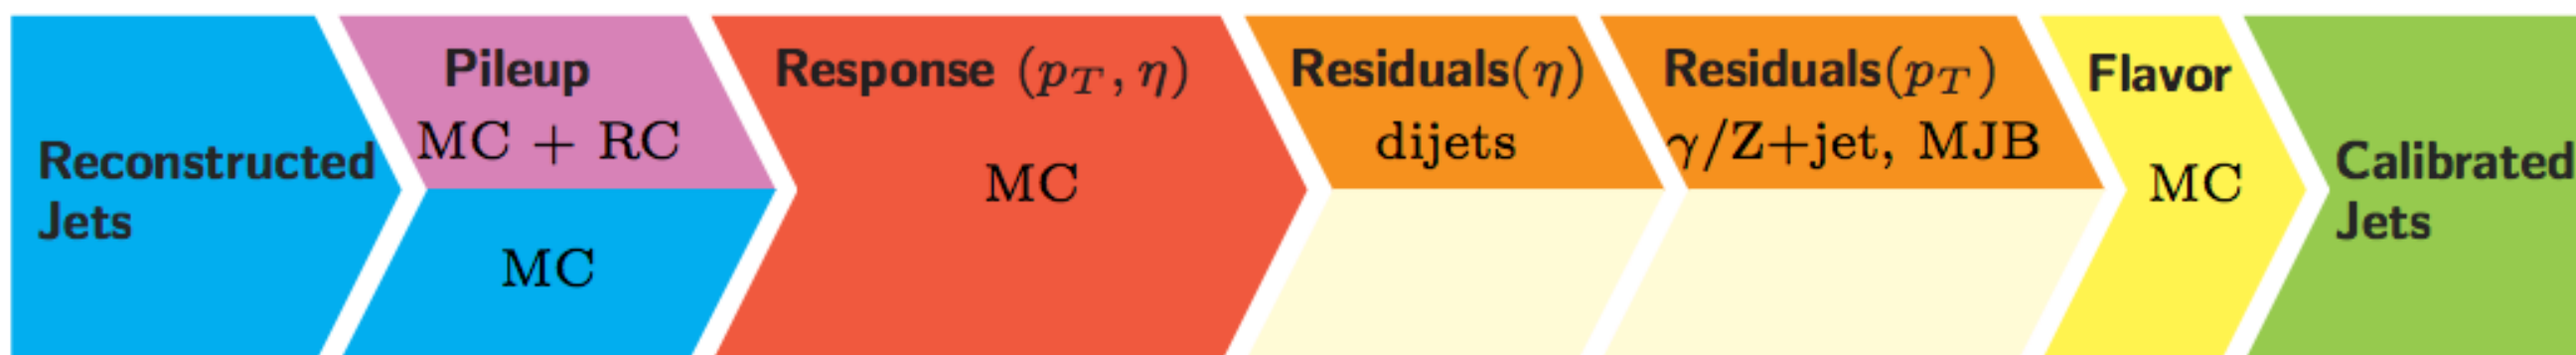 Reconstructed
Jets
Pileup
MC + RC
MC
Response (p_T, η)
MC
Residuals(η)
dijets
Residuals(p_T)
γ/Z+jet, MJB
Flavor
MC
Calibrated
Jets